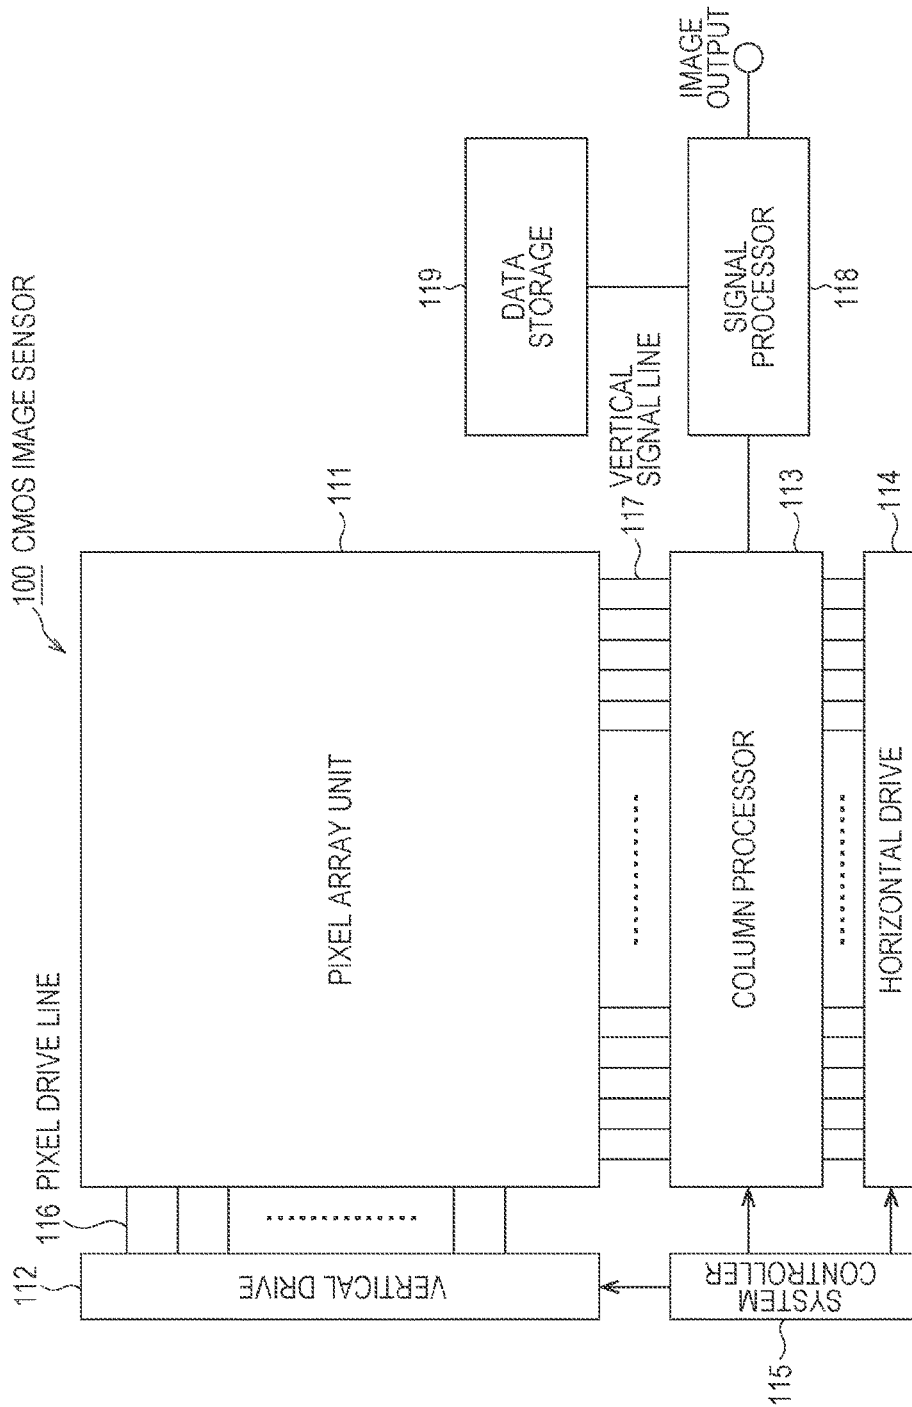 100 CMOS IMAGE SENSOR
116 PIXEL DRIVE LINE
112
VERTICAL DRIVE
PIXEL ARRAY UNIT
111
117 VERTICAL
SIGNAL LINE
119
DATA
STORAGE
IMAGE
OUTPUT
SIGNAL
PROCESSOR
118
COLUMN PROCESSOR
113
HORIZONTAL DRIVE
114
SYSTEM
CONTROLLER
115